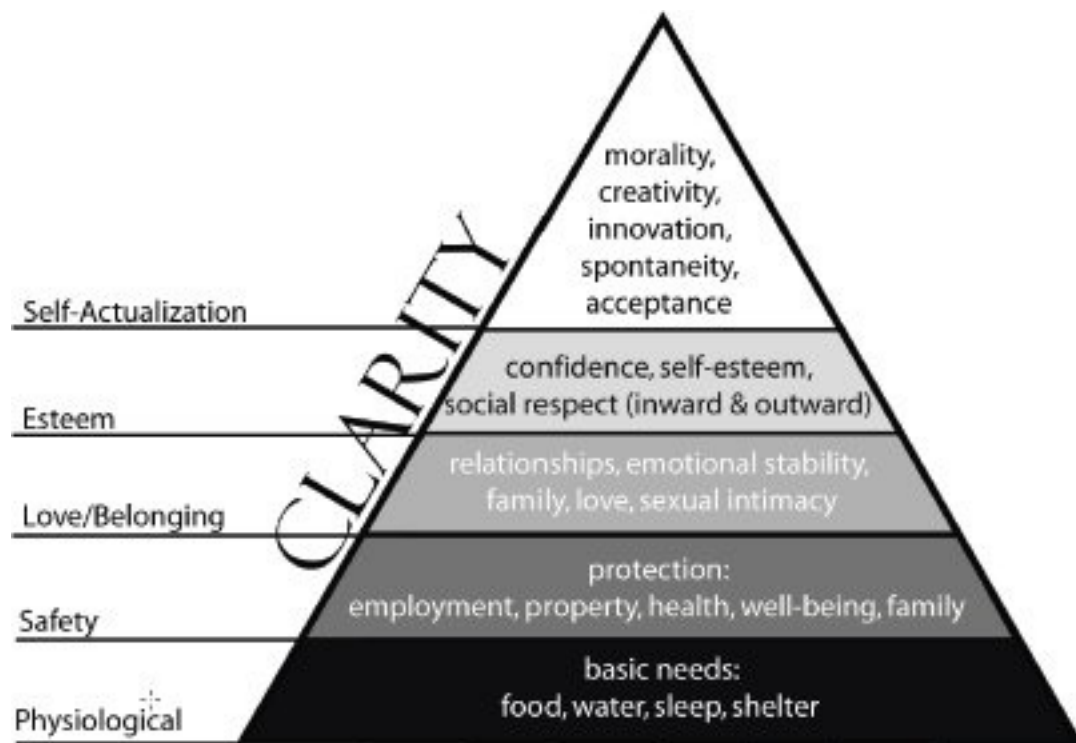 morality,
creativity,
innovation,
spontaneity,
acceptance
Self-Actualization
CLARITY
confidence, self-esteem,
social respect (inward & outward)
Esteem
relationships, emotional stability,
family, love, sexual intimacy
Love/Belonging
protection:
employment, property, health, well-being, family
Safety
basic needs:
food, water, sleep, shelter
Physiological